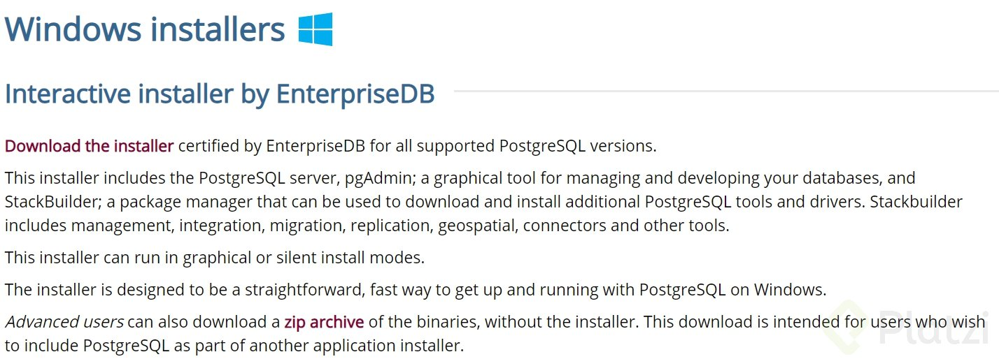 Windows installers
Interactive installer by EnterpriseDB
Download the installer certified by EnterpriseDB for all supported PostgreSQL versions.
This installer includes the PostgreSQL server, pgAdmin; a graphical tool for managing and developing your databases, and
StackBuilder; a package manager that can be used to download and install additional PostgreSQL tools and drivers. Stackbuilder
includes management, integration, migration, replication, geospatial, connectors and other tools.
This installer can run in graphical or silent install modes.
The installer is designed to be a straightforward, fast way to get up and running with PostgreSQL on Windows.
Advanced users can also download a zip archive of the binaries, without the installer. This download is intended for users who wish
to include PostgreSQL as part of another application installer.
Platzi